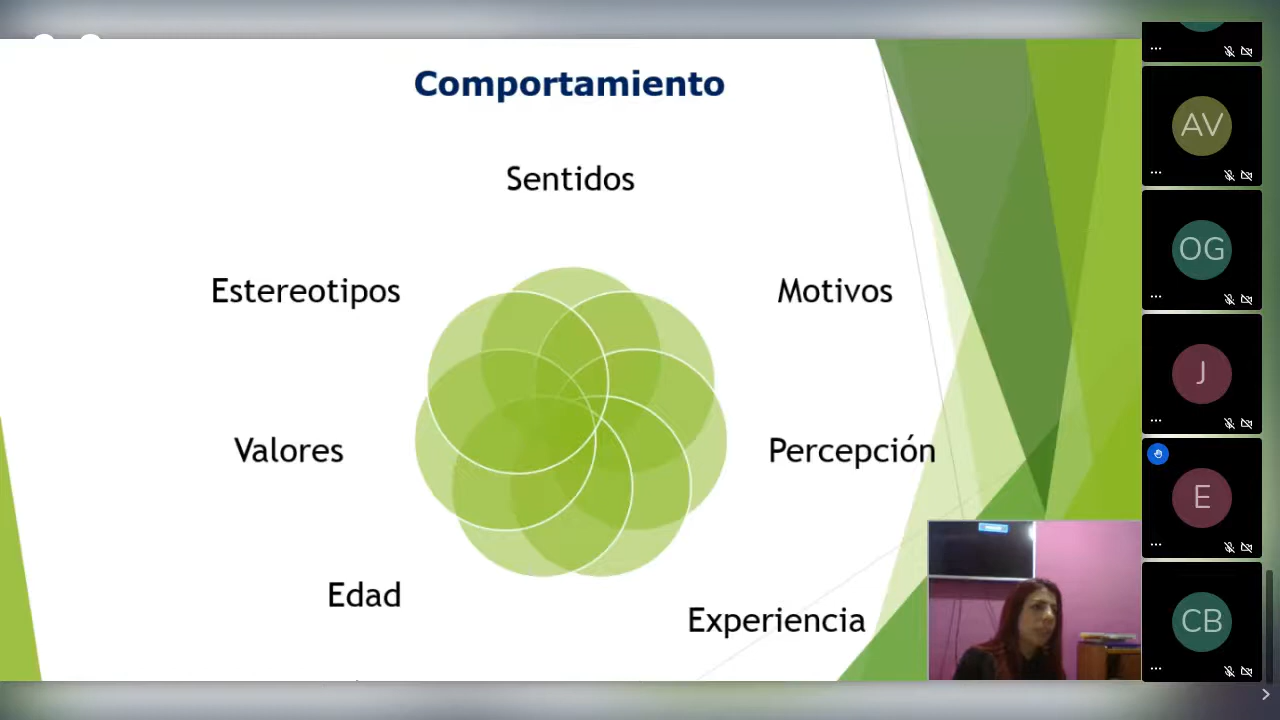 Comportamiento
Sentidos
Estereotipos
Motivos
Valores
Percepción
Edad
Experiencia
AV
OG
J
E
CB